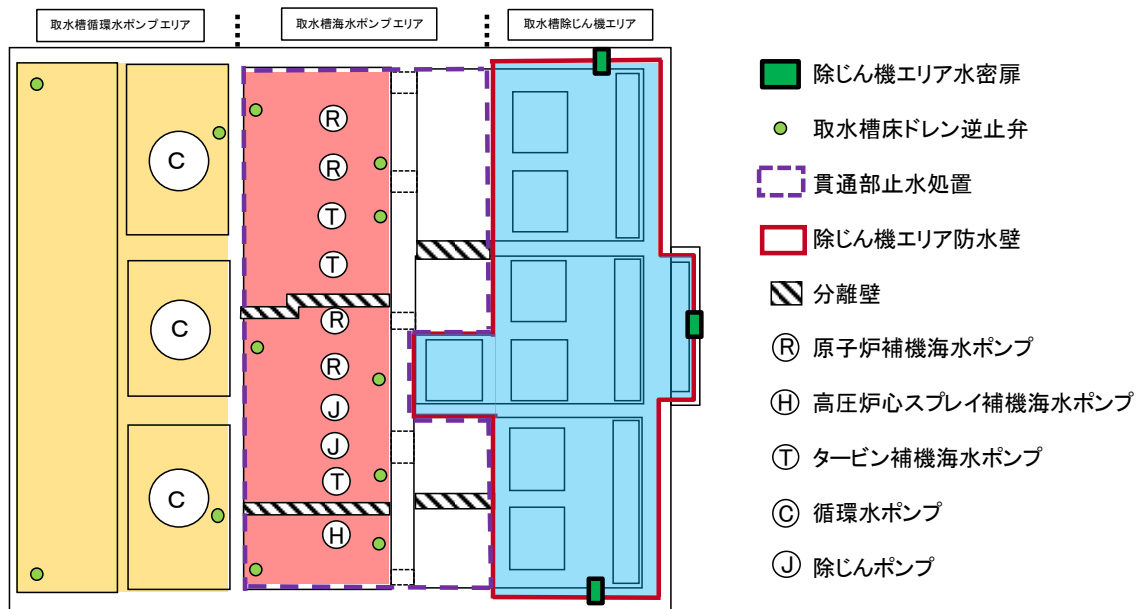 取水槽循環水ポンプエリア
取水槽海水ポンプエリア
取水槽除じん機エリア
C
C
C
R
R
T
T
R
R
J
J
T
H
除じん機エリア水密扉
取水槽床ドレン逆止弁
貫通部止水処置
除じん機エリア防水壁
分離壁
R 原子炉補機海水ポンプ
H 高圧炉心スプレイ補機海水ポンプ
T タービン補機海水ポンプ
C 循環水ポンプ
J 除じんポンプ